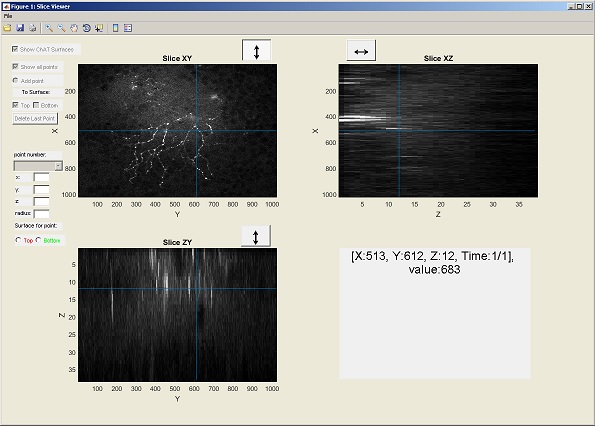 Figure 1: Slice Viewer
File
Show ChAT Surfaces
Show all points
Add point
To Surface:
Top Bottom
Delete Last Point
point number:
x:
y:
z:
radius:
Surface for point:
Top Bottom
Slice XY
200
400
600
800
1000
X
100 200 300 400 500 600 700 800 900 1000
Y
Slice XZ
200
400
600
800
1000
X
5 10 15 20 25 30 35
Z
Slice ZY
5
10
15
20
25
30
35
Z
100 200 300 400 500 600 700 800 900 1000
Y
[X:513, Y:612, Z:12, Time:1/1],
value:683